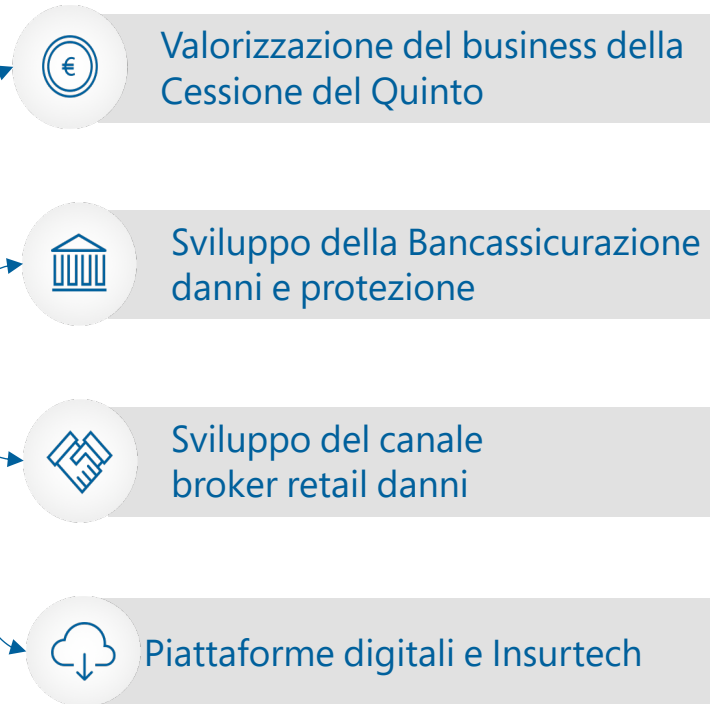 €
Valorizzazione del business della
Cessione del Quinto
Sviluppo della Bancassicurazione
danni e protezione
Sviluppo del canale
broker retail danni
Piattaforme digitali e Insurtech